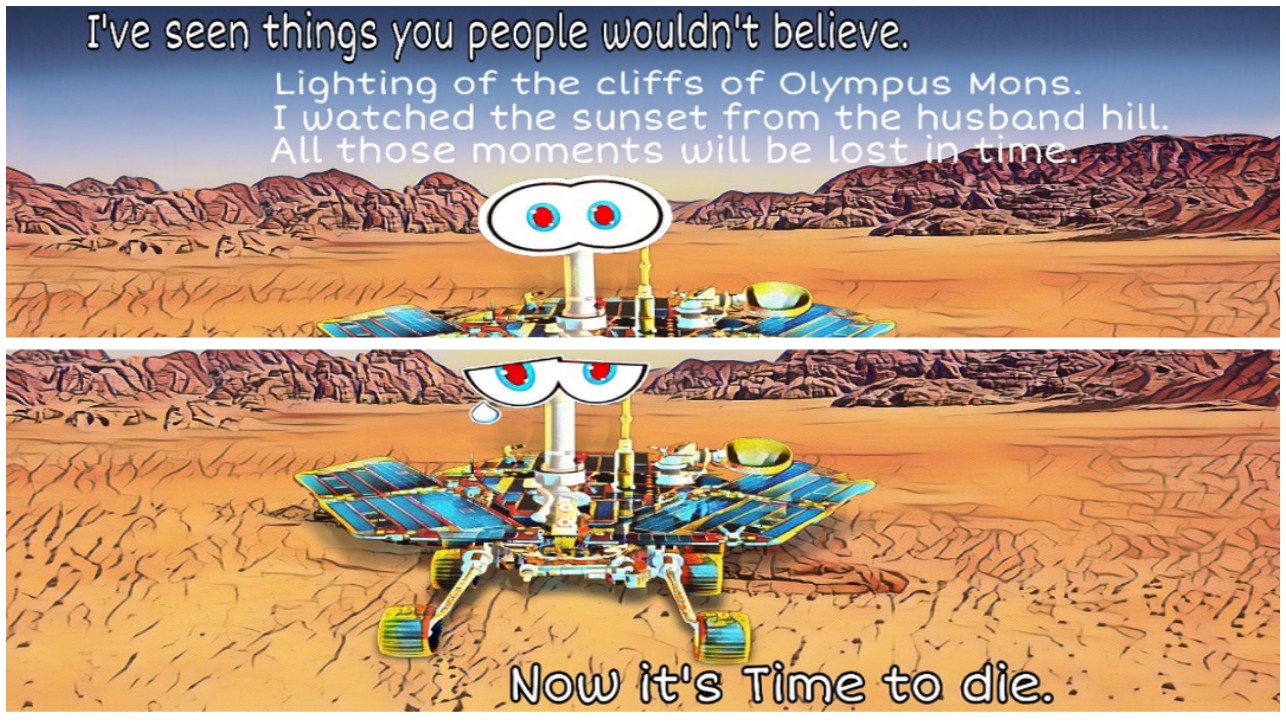 I've seen things you people wouldn't believe.
Lighting of the cliffs of Olympus Mons.
I watched the sunset from the husband hill.
All those moments will be lost in time.
Now it's Time to die.